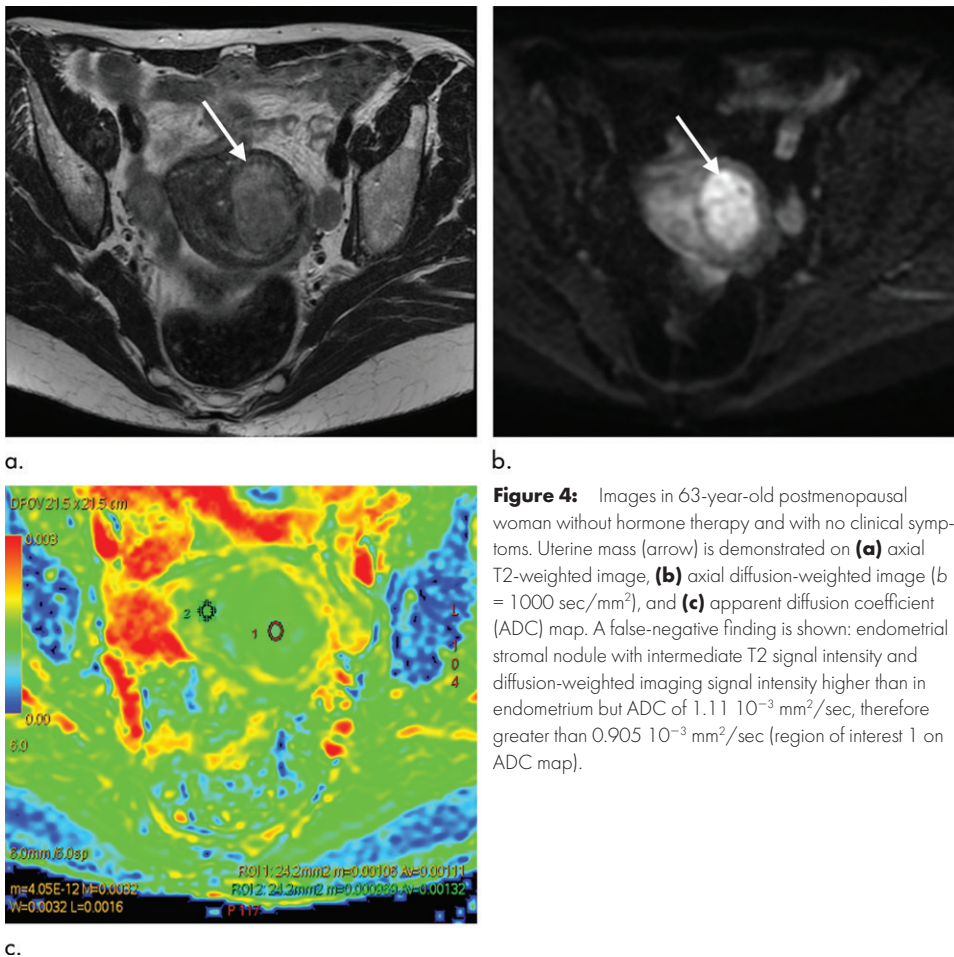 a.
b.
DFOV 21.5 x 21.5 cm
0.003
2
1
L
1
0
4
0.00
6.0
6.0mm /6.0sp
ROI 1: 24.2mm2 m=0.00106 Av=0.00111
m=4.05E-12 M=0.0032
ROI 2: 24.2mm2 m=0.000969 Av=0.00132
W=0.0032 L=0.0016
P 117
c.
Figure 4: Images in 63-year-old postmenopausal
woman without hormone therapy and with no clinical symp-
toms. Uterine mass (arrow) is demonstrated on (a) axial
T2-weighted image, (b) axial diffusion-weighted image (b
= 1000 sec/mm²), and (c) apparent diffusion coefficient
(ADC) map. A false-negative finding is shown: endometrial
stromal nodule with intermediate T2 signal intensity and
diffusion-weighted imaging signal intensity higher than in
endometrium but ADC of 1.11 10⁻³ mm²/sec, therefore
greater than 0.905 10⁻³ mm²/sec (region of interest 1 on
ADC map).